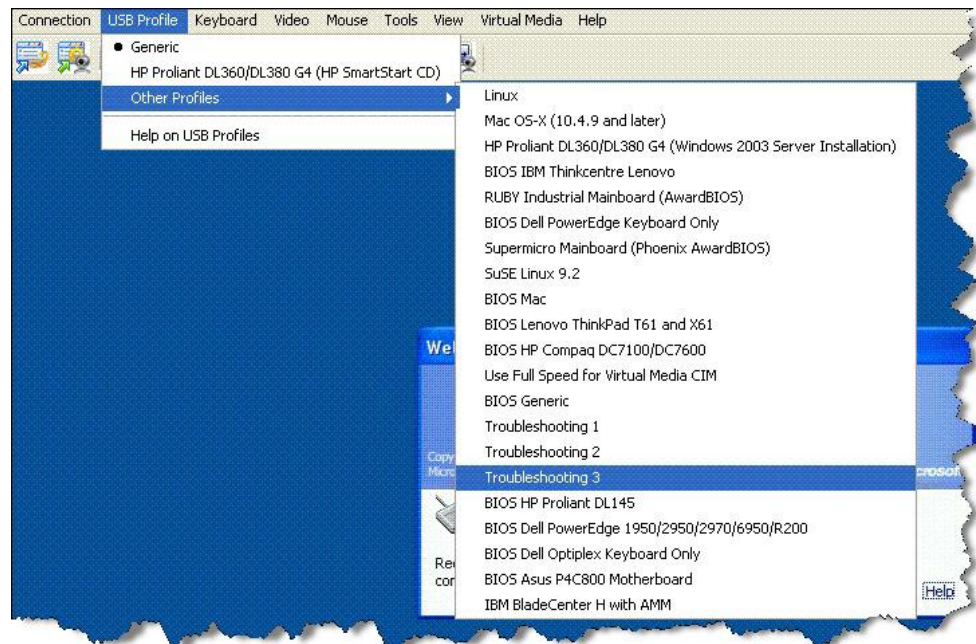 Connection USB Profile Keyboard Video Mouse Tools View Virtual Media Help
Generic
HP Proliant DL360/DL380 G4 (HP SmartStart CD)
Other Profiles
Help on USB Profiles
Linux
Mac OS-X (10.4.9 and later)
HP Proliant DL360/DL380 G4 (Windows 2003 Server Installation)
BIOS IBM Thinkcentre Lenovo
RUBY Industrial Mainboard (AwardBIOS)
BIOS Dell PowerEdge Keyboard Only
Supermicro Mainboard (Phoenix AwardBIOS)
SuSE Linux 9.2
BIOS Mac
BIOS Lenovo ThinkPad T61 and X61
BIOS HP Compaq DC7100/DC7600
Use Full Speed for Virtual Media CIM
BIOS Generic
Troubleshooting 1
Troubleshooting 2
Troubleshooting 3
BIOS HP Proliant DL145
BIOS Dell PowerEdge 1950/2950/2970/6950/R200
BIOS Dell Optiplex Keyboard Only
BIOS Asus P4C800 Motherboard
IBM BladeCenter H with AMM
Wel
Copy
Micro
crosoft
Re
cor
Help